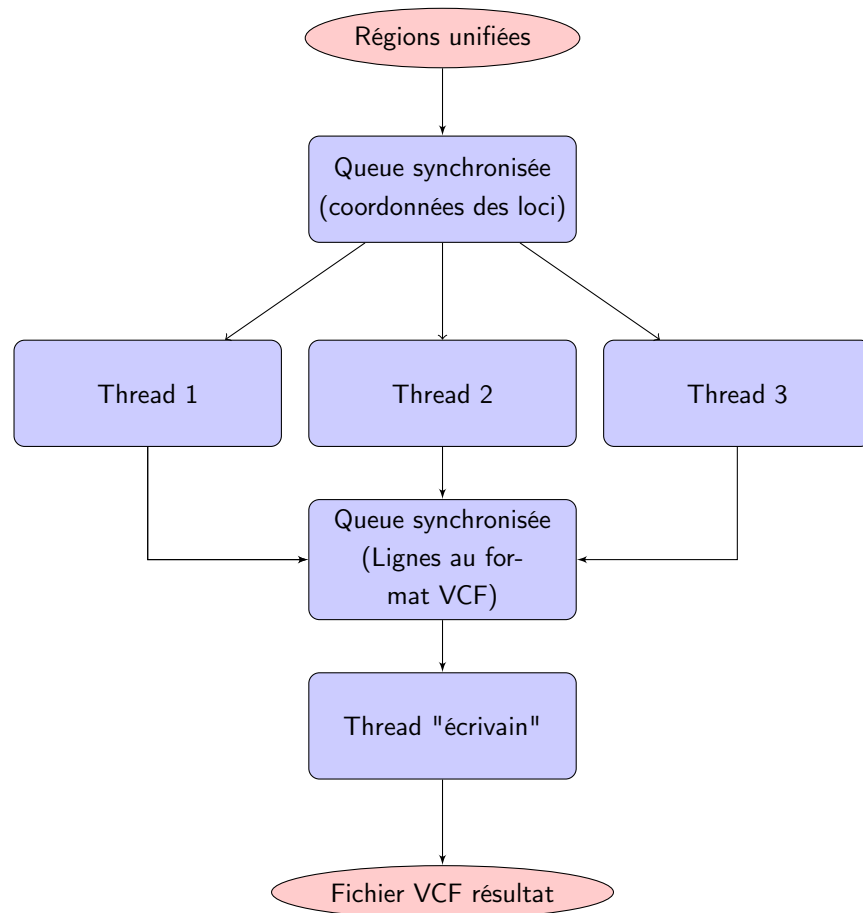 Régions unifiées
Queue synchronisée
(coordonnées des loci)
Thread 1
Thread 2
Thread 3
Queue synchronisée
(Lignes au for-
mat VCF)
Thread "écrivain"
Fichier VCF résultat